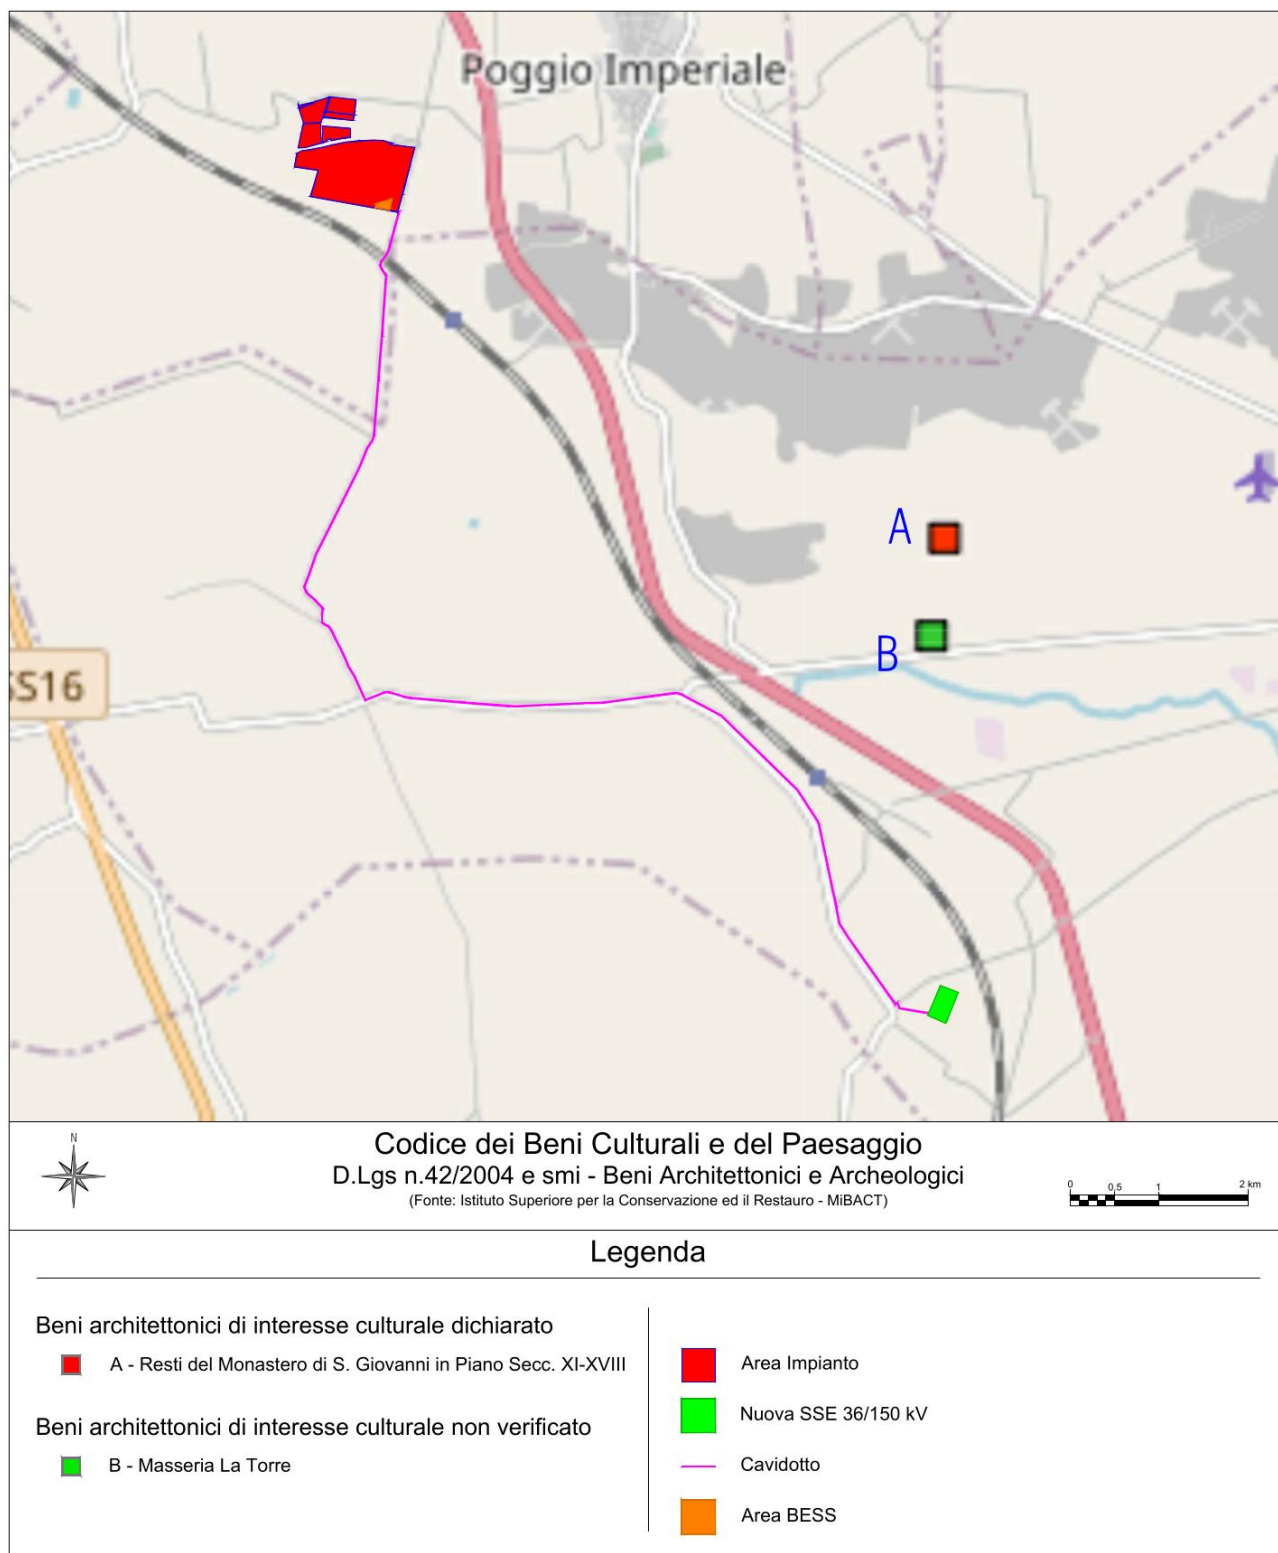 Poggio Imperiale
A
B
SS16
N
Codice dei Beni Culturali e del Paesaggio
D.Lgs n.42/2004 e smi - Beni Architettonici e Archeologici
(Fonte: Istituto Superiore per la Conservazione ed il Restauro - MiBACT)
0 0,5 1 2 km
Legenda
Beni architettonici di interesse culturale dichiarato
A - Resti del Monastero di S. Giovanni in Piano Secc. XI-XVIII
Beni architettonici di interesse culturale non verificato
B - Masseria La Torre
Area Impianto
Nuova SSE 36/150 kV
Cavidotto
Area BESS